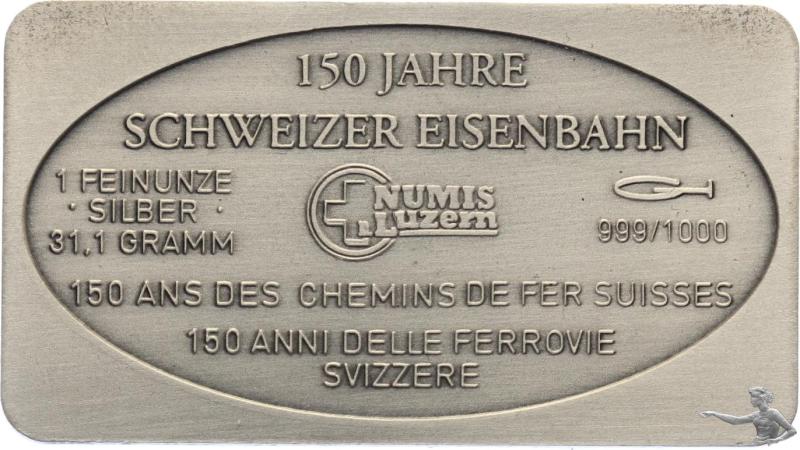 150 JAHRE
SCHWEIZER EISENBAHN
1 FEINUNZE
· SILBER ·
31,1 GRAMM
NUMIS
Luzern
999/1000
150 ANS DES CHEMINS DE FER SUISSES
150 ANNI DELLE FERROVIE
SVIZZERE